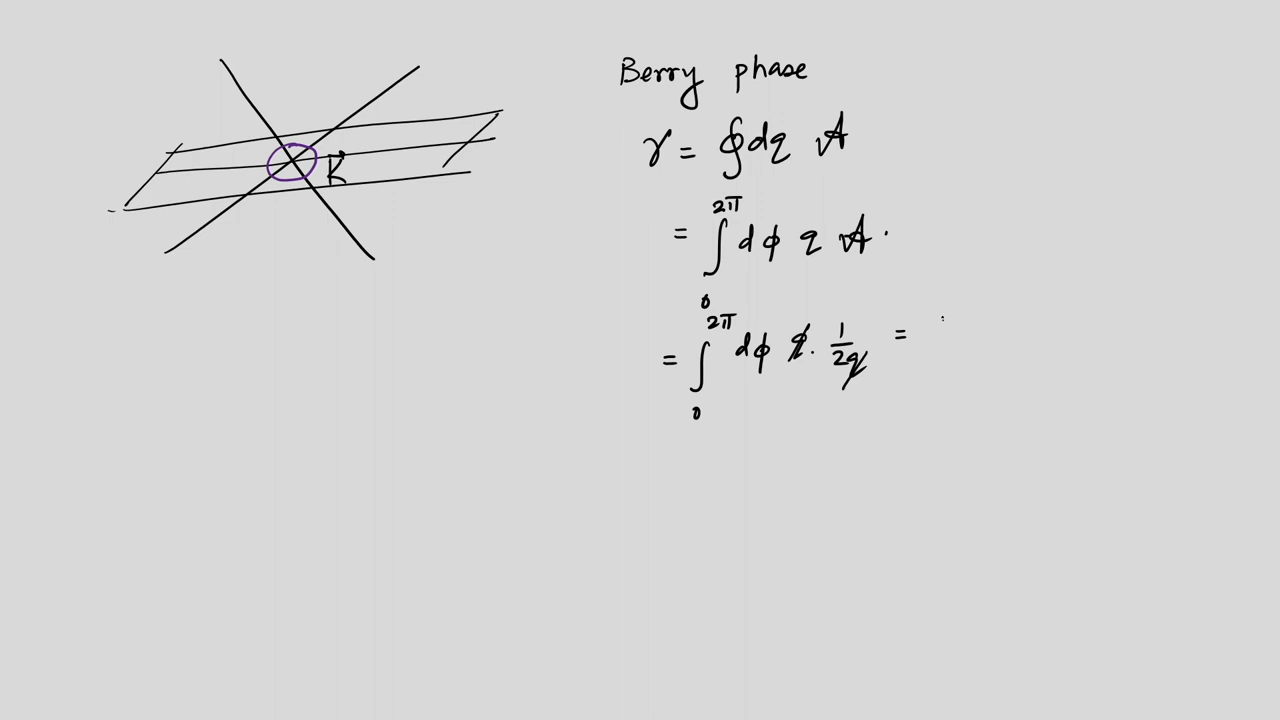 Berry phase
γ = ∮ dq 𝒜
= ∫₀^{2π} dϕ q 𝒜 .
K
= ∫₀^{2π} dϕ q . 1/2q =